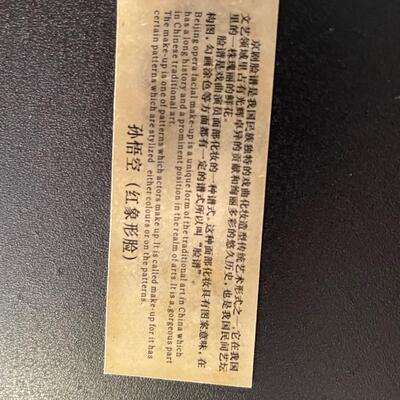 京剧脸谱是我国民族独特的戏曲化妆造型传统艺术形式之一,它在我国
文艺领域里占有光辉夺异的贡献和绚丽多彩的悠久历史,也是我国民间艺坛
里的一株瑰丽的鲜花。
脸谱是戏曲演员面部化妆的一种谱式。这种面部化妆具有图案意味,在
构图,勾画涂色等方面都有一定的谱式所以叫“脸谱”。
Beijing opera facial make-up is a unique form of the traditional art in China which
has a long history and a prominent position in the realm of arts.It is a,gorgeous part
in Chinese traditional art.
The make-up is one of patterns which actors make up.It is called make-up for it has
certain patterns which are stylized either colours or on the patterns.
孙悟空(红象形脸)